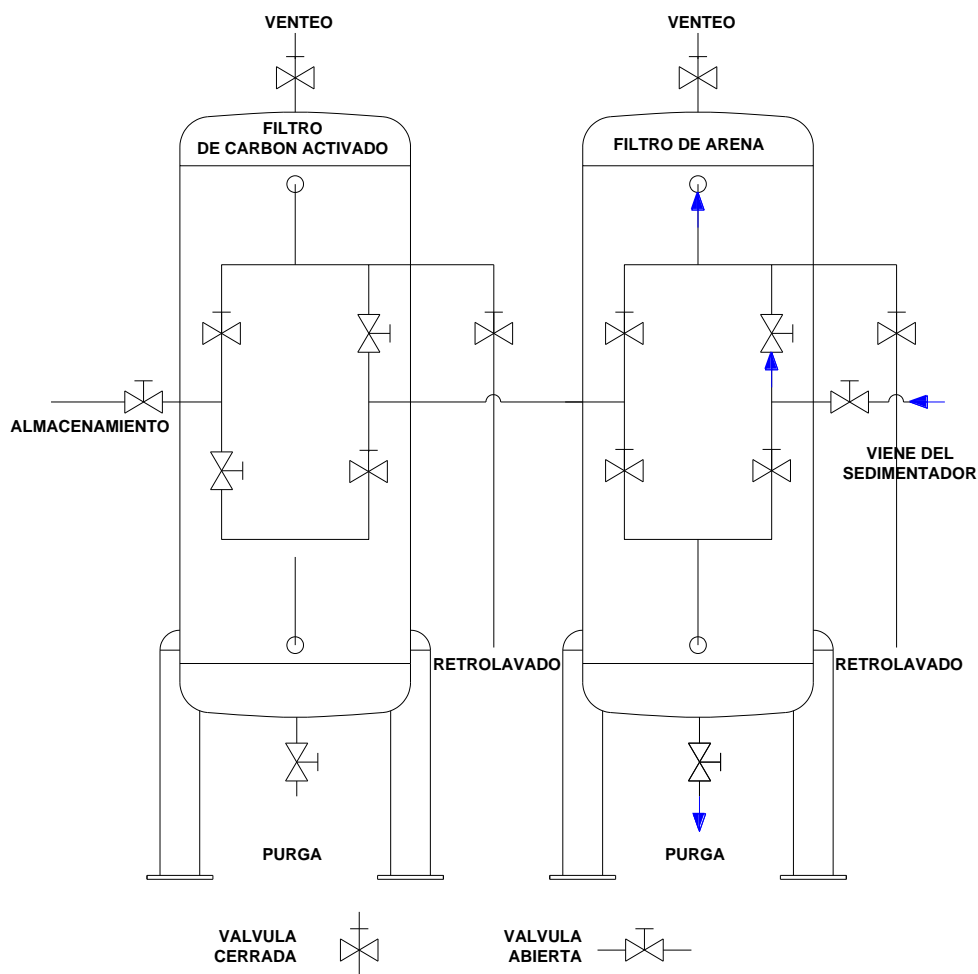 VENTEO
VENTEO
FILTRO
DE CARBON ACTIVADO
FILTRO DE ARENA
ALMACENAMIENTO
VIENE DEL
SEDIMENTADOR
RETROLAVADO
RETROLAVADO
PURGA
PURGA
VALVULA
CERRADA
VALVULA
ABIERTA